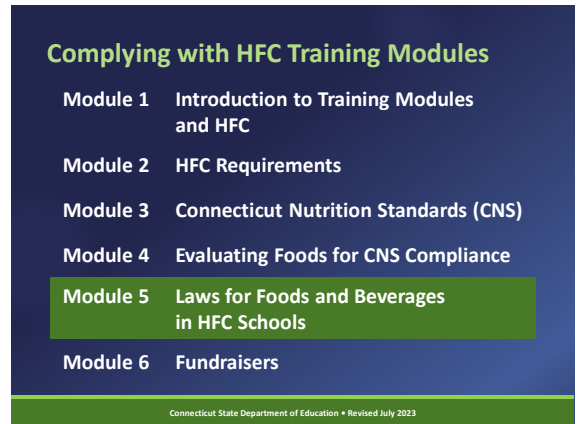 Complying with HFC Training Modules
Module 1 Introduction to Training Modules
and HFC
Module 2 HFC Requirements
Module 3 Connecticut Nutrition Standards (CNS)
Module 4 Evaluating Foods for CNS Compliance
Module 5 Laws for Foods and Beverages
in HFC Schools
Module 6 Fundraisers
Connecticut State Department of Education • Revised July 2023